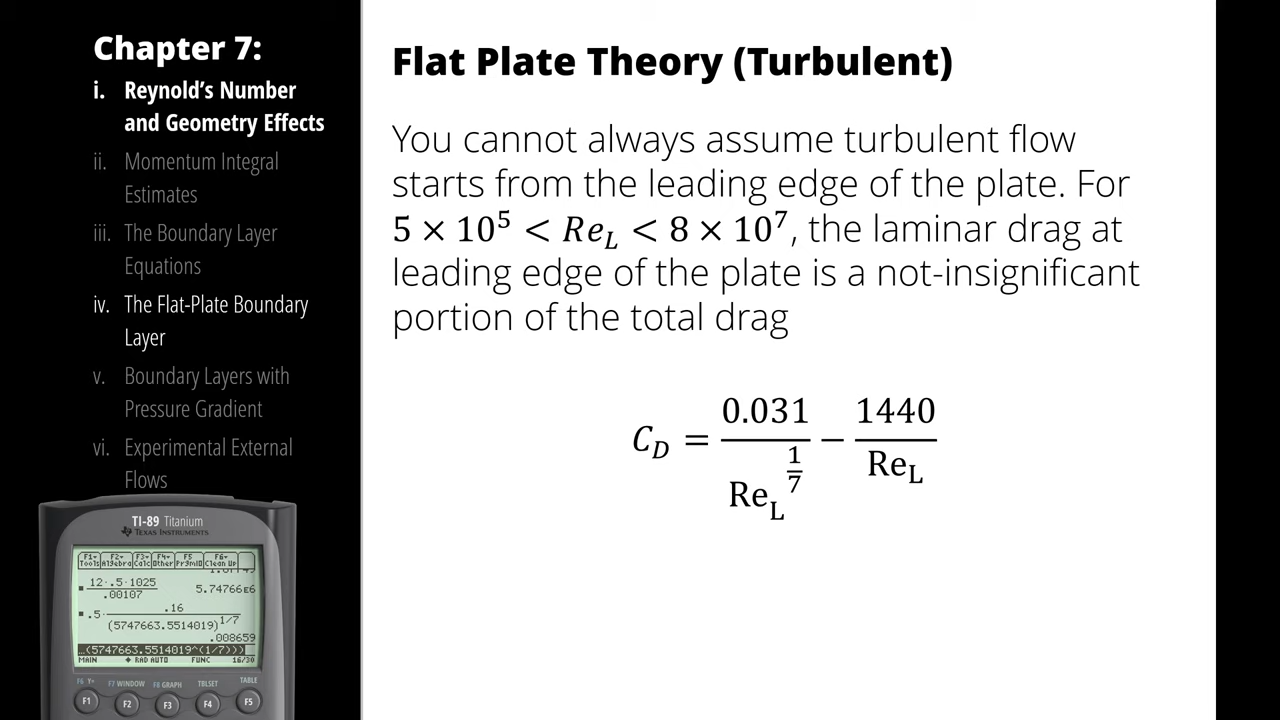 Chapter 7:
i. Reynold's Number
and Geometry Effects
ii. Momentum Integral
Estimates
iii. The Boundary Layer
Equations
iv. The Flat-Plate Boundary
Layer
v. Boundary Layers with
Pressure Gradient
vi. Experimental External
Flows
Flat Plate Theory (Turbulent)
You cannot always assume turbulent flow
starts from the leading edge of the plate. For
5 × 10⁵ < Re_L < 8 × 10⁷, the laminar drag at
leading edge of the plate is a not-insignificant
portion of the total drag
C_D = 0.031/Re_L^(1/7) − 1440/Re_L
TI-89 Titanium
TEXAS INSTRUMENTS
F1▾ F2▾ F3▾ F4▾ F5 F6▾
Tools Algebra Calc Other PrgmIO Clean Up
12·.5·1025/.00107 5.74766E6
.5·.16/(5747663.5514019)^1/7
.008659
…(5747663.5514019^(1/7)))
MAIN RAD AUTO FUNC 16/30
F6 Y= F7 WINDOW F8 GRAPH TBLSET TABLE
F1 F2 F3 F4 F5